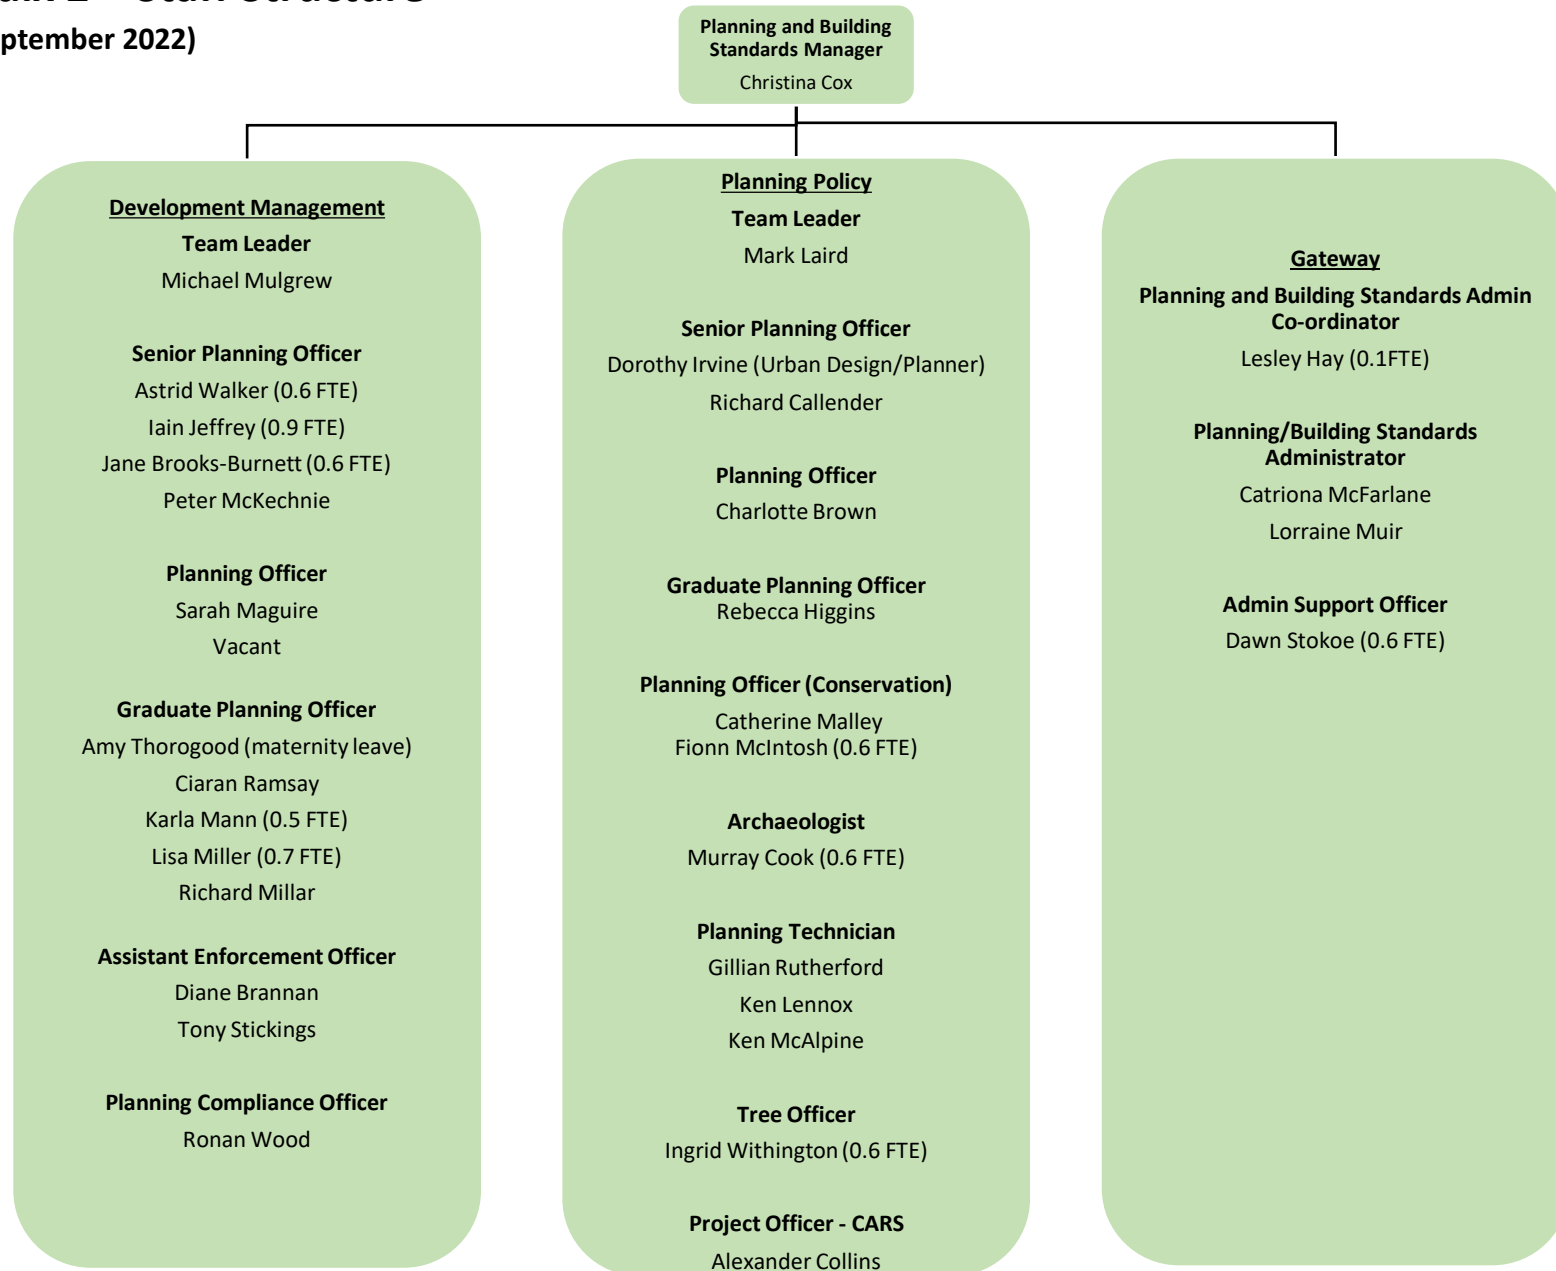 (September 2022)
Planning and Building
Standards Manager
Christina Cox
Development Management
Team Leader
Michael Mulgrew
Senior Planning Officer
Astrid Walker (0.6 FTE)
Iain Jeffrey (0.9 FTE)
Jane Brooks-Burnett (0.6 FTE)
Peter McKechnie
Planning Officer
Sarah Maguire
Vacant
Graduate Planning Officer
Amy Thorogood (maternity leave)
Ciaran Ramsay
Karla Mann (0.5 FTE)
Lisa Miller (0.7 FTE)
Richard Millar
Assistant Enforcement Officer
Diane Brannan
Tony Stickings
Planning Compliance Officer
Ronan Wood
Planning Policy
Team Leader
Mark Laird
Senior Planning Officer
Dorothy Irvine (Urban Design/Planner)
Richard Callender
Planning Officer
Charlotte Brown
Graduate Planning Officer
Rebecca Higgins
Planning Officer (Conservation)
Catherine Malley
Fionn McIntosh (0.6 FTE)
Archaeologist
Murray Cook (0.6 FTE)
Planning Technician
Gillian Rutherford
Ken Lennox
Ken McAlpine
Tree Officer
Ingrid Withington (0.6 FTE)
Project Officer - CARS
Alexander Collins
Gateway
Planning and Building Standards Admin
Co-ordinator
Lesley Hay (0.1FTE)
Planning/Building Standards
Administrator
Catriona McFarlane
Lorraine Muir
Admin Support Officer
Dawn Stokoe (0.6 FTE)